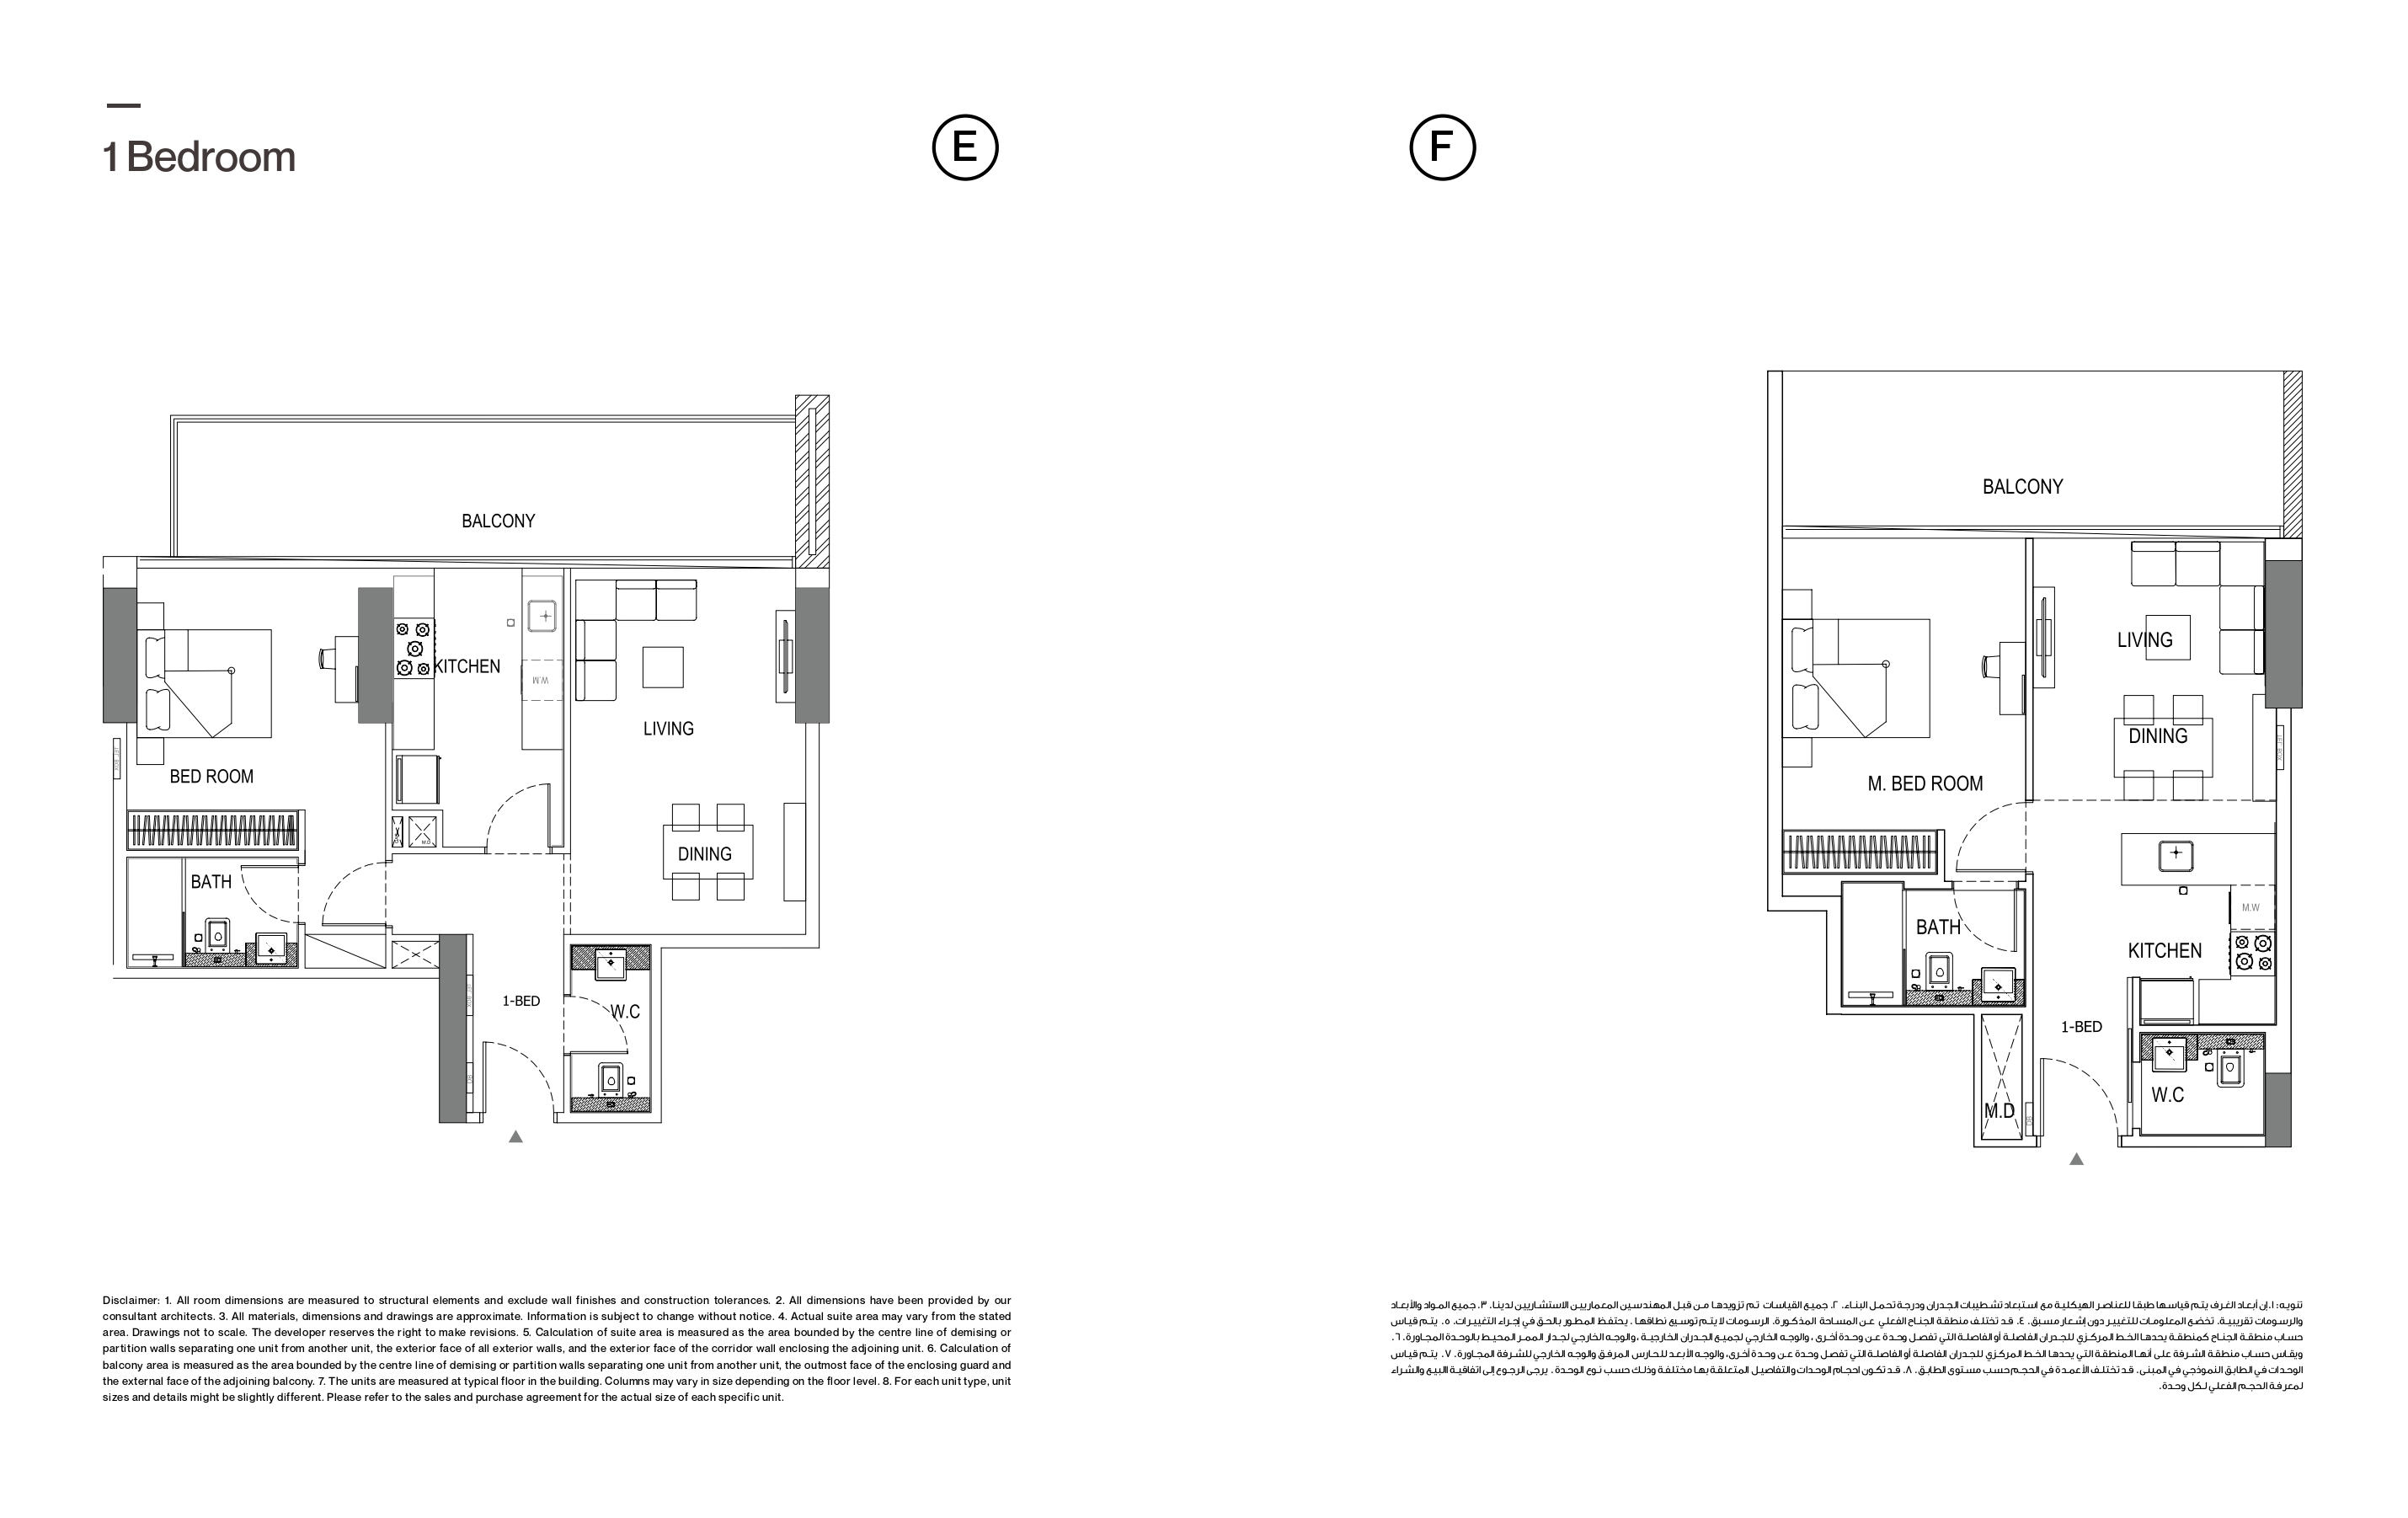 1 Bedroom
E
F
BALCONY
KITCHEN
W.M
LIVING
BED ROOM
DINING
BATH
1-BED
W.C
DB
BALCONY
LIVING
DINING
M. BED ROOM
M.W
BATH
KITCHEN
1-BED
W.C
M.D
DB
Disclaimer: 1. All room dimensions are measured to structural elements and exclude wall finishes and construction tolerances. 2. All dimensions have been provided by our
consultant architects. 3. All materials, dimensions and drawings are approximate. Information is subject to change without notice. 4. Actual suite area may vary from the stated
area. Drawings not to scale. The developer reserves the right to make revisions. 5. Calculation of suite area is measured as the area bounded by the centre line of demising or
partition walls separating one unit from another unit, the exterior face of all exterior walls, and the exterior face of the corridor wall enclosing the adjoining unit. 6. Calculation of
balcony area is measured as the area bounded by the centre line of demising or partition walls separating one unit from another unit, the outmost face of the enclosing guard and
the external face of the adjoining balcony. 7. The units are measured at typical floor in the building. Columns may vary in size depending on the floor level. 8. For each unit type, unit
sizes and details might be slightly different. Please refer to the sales and purchase agreement for the actual size of each specific unit.
تنويه: ١.إن أبعاد الغرف يتم قياسها طبقا للعناصر الهيكلية مع استبعاد تشطيبات الجدران ودرجة تحمل البناء. ٢. جميع القياسات تم تزويدها من قبل المهندسين المعماريين الاستشاريين لدينا. ٣. جميع المواد والأبعاد
والرسومات تقريبية. تخضع المعلومات للتغيير دون إشعار مسبق. ٤. قد تختلف منطقة الجناح الفعلي عن المساحة المذكورة. الرسومات لا يتم توسيع نطاقها . يحتفظ المطور بالحق في إجراء التغييرات. ٥. يتم قياس
حساب منطقة الجناح كمنطقة يحدها الخط المركزي للجدران الفاصلة أو الفاصلة التي تفصل وحدة عن وحدة أخرى ، والوجه الخارجي لجميع الجدران الخارجية ، والوجه الخارجي لجدار الممر المحيط بالوحدة المجاورة. ٦.
ويقاس حساب منطقة الشرفة على أنها المنطقة التي يحدها الخط المركزي للجدران الفاصلة أو الفاصلة التي تفصل وحدة عن وحدة أخرى، والوجه الأبعد للحارس المرفق والوجه الخارجي للشرفة المجاورة. ٧. يتم قياس
الوحدات في الطابق النموذجي في المبنى. قد تختلف الأعمدة في الحجم حسب مستوى الطابق. ٨. قد تكون احجام الوحدات والتفاصيل المتعلقة بها مختلفة وذلك حسب نوع الوحدة . يرجى الرجوع إلى اتفاقية البيع والشراء
لمعرفة الحجم الفعلي لكل وحدة.